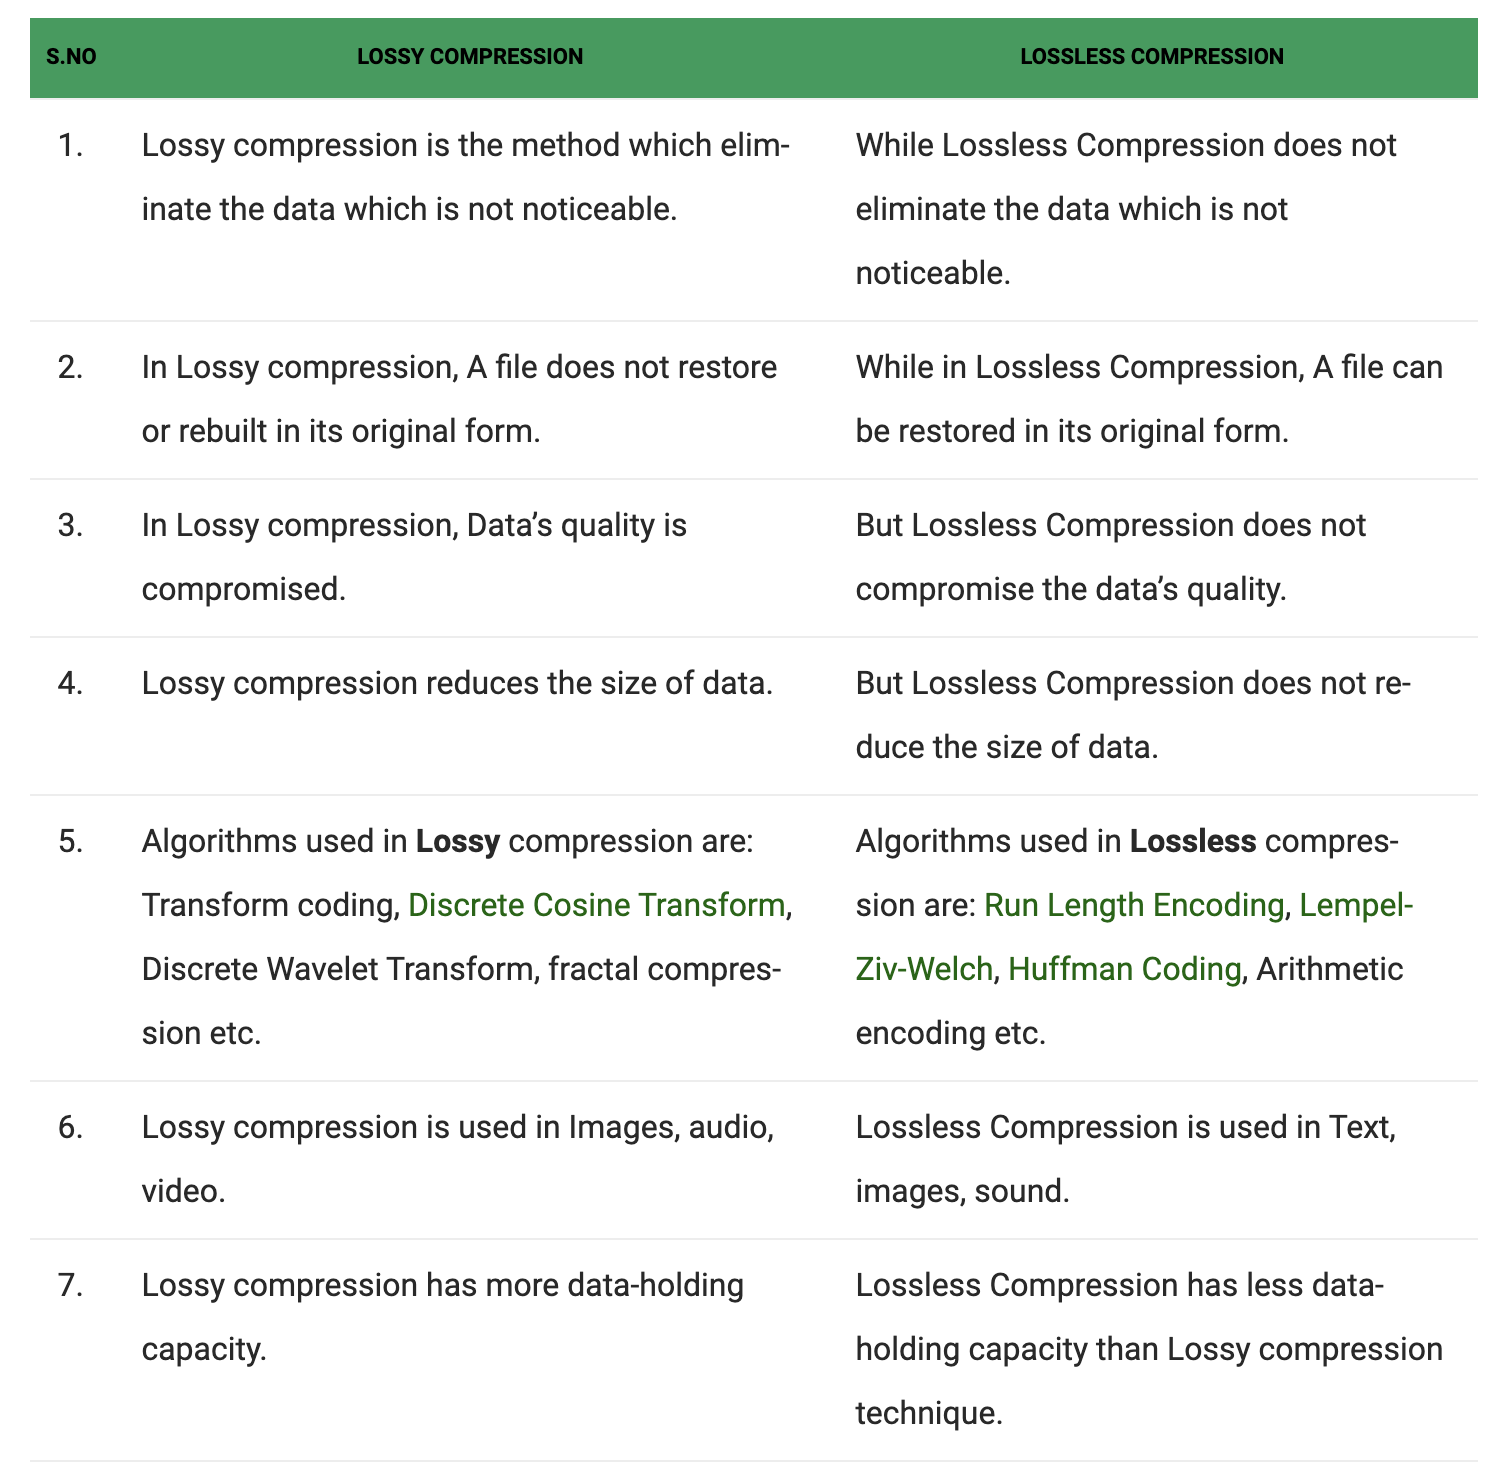 S.NO LOSSY COMPRESSION LOSSLESS COMPRESSION
1. Lossy compression is the method which elim-
inate the data which is not noticeable.
While Lossless Compression does not
eliminate the data which is not
noticeable.
2. In Lossy compression, A file does not restore
or rebuilt in its original form.
While in Lossless Compression, A file can
be restored in its original form.
3. In Lossy compression, Data’s quality is
compromised.
But Lossless Compression does not
compromise the data’s quality.
4. Lossy compression reduces the size of data.
But Lossless Compression does not re-
duce the size of data.
5. Algorithms used in Lossy compression are:
Transform coding, Discrete Cosine Transform,
Discrete Wavelet Transform, fractal compres-
sion etc.
Algorithms used in Lossless compres-
sion are: Run Length Encoding, Lempel-
Ziv-Welch, Huffman Coding, Arithmetic
encoding etc.
6. Lossy compression is used in Images, audio,
video.
Lossless Compression is used in Text,
images, sound.
7. Lossy compression has more data-holding
capacity.
Lossless Compression has less data-
holding capacity than Lossy compression
technique.